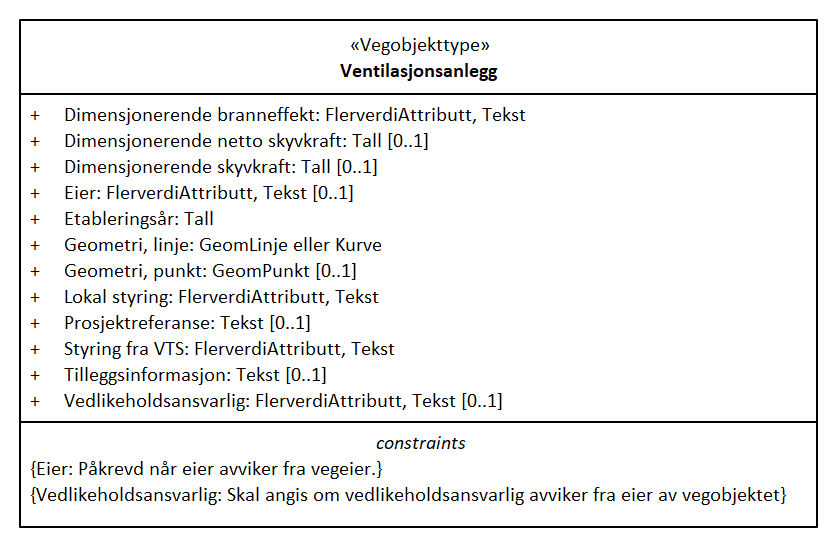 «Vegobjekttype»
Ventilasjonsanlegg
+ Dimensjonerende branneffekt: FlerverdiAttributt, Tekst
+ Dimensjonerende netto skyvkraft: Tall [0..1]
+ Dimensjonerende skyvkraft: Tall [0..1]
+ Eier: FlerverdiAttributt, Tekst [0..1]
+ Etableringsår: Tall
+ Geometri, linje: GeomLinje eller Kurve
+ Geometri, punkt: GeomPunkt [0..1]
+ Lokal styring: FlerverdiAttributt, Tekst
+ Prosjektreferanse: Tekst [0..1]
+ Styring fra VTS: FlerverdiAttributt, Tekst
+ Tilleggsinformasjon: Tekst [0..1]
+ Vedlikeholdsansvarlig: FlerverdiAttributt, Tekst [0..1]
constraints
{Eier: Påkrevd når eier avviker fra vegeier.}
{Vedlikeholdsansvarlig: Skal angis om vedlikeholdsansvarlig avviker fra eier av vegobjektet}